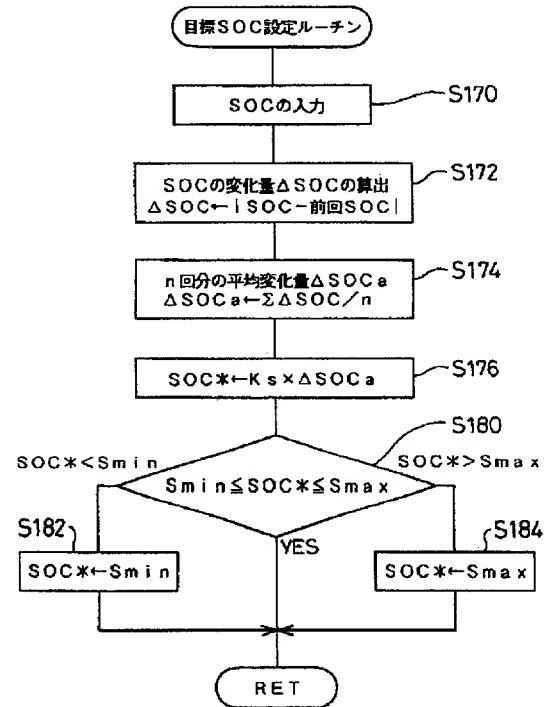 目標SOC設定ルーチン
SOCの入力
S170
SOCの変化量ΔSOCの算出
ΔSOC←|SOC−前回SOC|
S172
n回分の平均変化量ΔSOCa
ΔSOCa←ΣΔSOC/n
S174
SOC*←Ks×ΔSOCa
S176
S180
SOC*<Smin
SOC*>Smax
Smin≦SOC*≦Smax
S182
YES
S184
SOC*←Smin
SOC*←Smax
RET